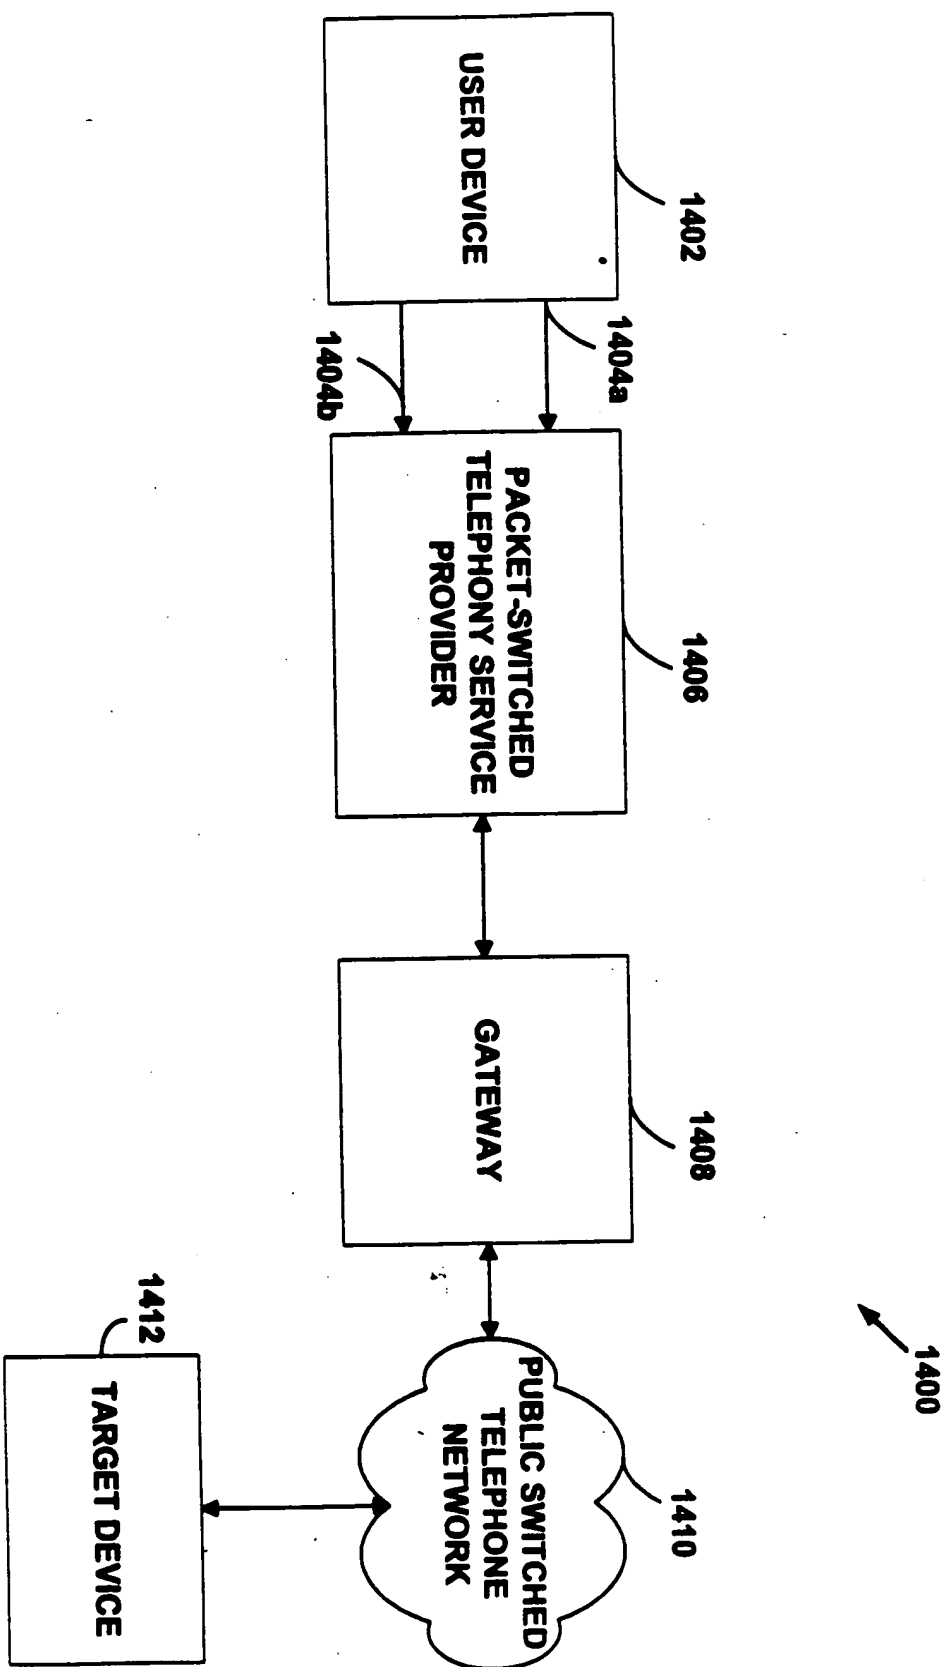 1400
1402
USER DEVICE
1404a
1404b
1406
PACKET-SWITCHED
TELEPHONY SERVICE
PROVIDER
1408
GATEWAY
1410
PUBLIC SWITCHED
TELEPHONE
NETWORK
1412
TARGET DEVICE